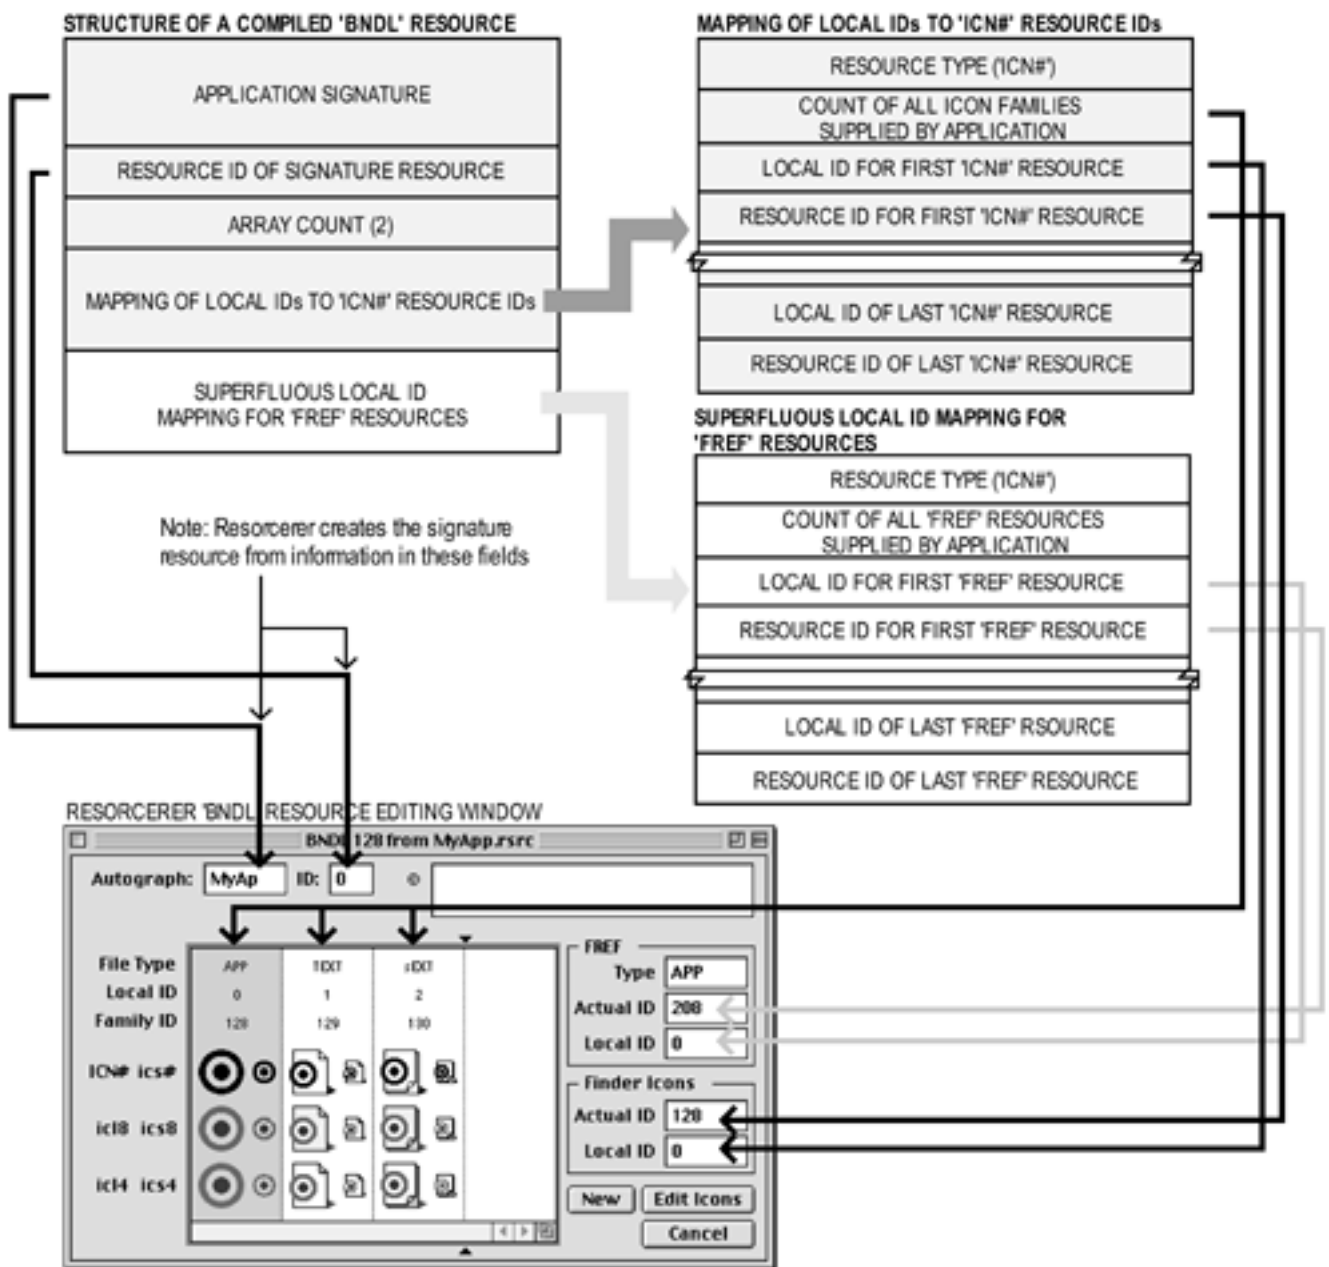 STRUCTURE OF A COMPILED 'BNDL' RESOURCE
APPLICATION SIGNATURE
RESOURCE ID OF SIGNATURE RESOURCE
ARRAY COUNT (2)
MAPPING OF LOCAL IDs TO 'ICN#' RESOURCE IDs
SUPERFLUOUS LOCAL ID
MAPPING FOR 'FREF' RESOURCES
MAPPING OF LOCAL IDs TO 'ICN#' RESOURCE IDs
RESOURCE TYPE ('ICN#')
COUNT OF ALL ICON FAMILIES
SUPPLIED BY APPLICATION
LOCAL ID FOR FIRST 'ICN#' RESOURCE
RESOURCE ID FOR FIRST 'ICN#' RESOURCE
LOCAL ID OF LAST 'ICN#' RESOURCE
RESOURCE ID OF LAST 'ICN#' RESOURCE
SUPERFLUOUS LOCAL ID MAPPING FOR
'FREF' RESOURCES
RESOURCE TYPE ('ICN#')
COUNT OF ALL 'FREF' RESOURCES
SUPPLIED BY APPLICATION
LOCAL ID FOR FIRST 'FREF' RESOURCE
RESOURCE ID FOR FIRST 'FREF' RESOURCE
LOCAL ID OF LAST 'FREF' RSOURCE
RESOURCE ID OF LAST 'FREF' RESOURCE
Note: Resorcerer creates the signature
resource from information in these fields
RESORCERER 'BNDL' RESOURCE EDITING WINDOW
BNDL 128 from MyApp.rsrc
Autograph: MyAp ID: 0 ©
File Type APP TEXT sEXT
Local ID 0 1 2
Family ID 128 129 130
ICN# ics#
icl8 ics8
icl4 ics4
FREF
Type APP
Actual ID 208
Local ID 0
Finder Icons
Actual ID 128
Local ID 0
New Edit Icons
Cancel